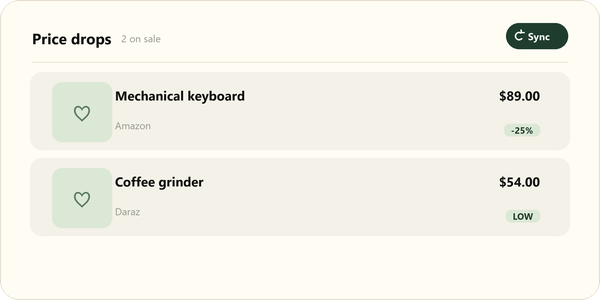 Price drops 2 on sale
Sync
Mechanical keyboard
$89.00
Amazon
-25%
Coffee grinder
$54.00
Daraz
LOW